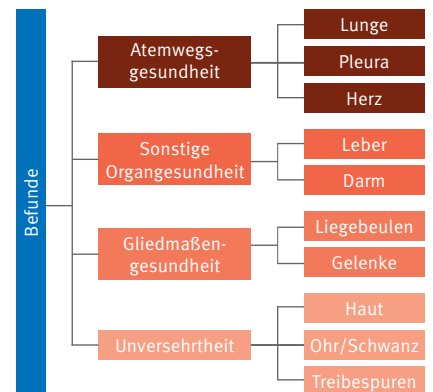 Befunde
Atemwegs-
gesundheit
Lunge
Pleura
Herz
Sonstige
Organgesundheit
Leber
Darm
Gliedmaßen-
gesundheit
Liegebeulen
Gelenke
Unversehrtheit
Haut
Ohr/Schwanz
Treibespuren